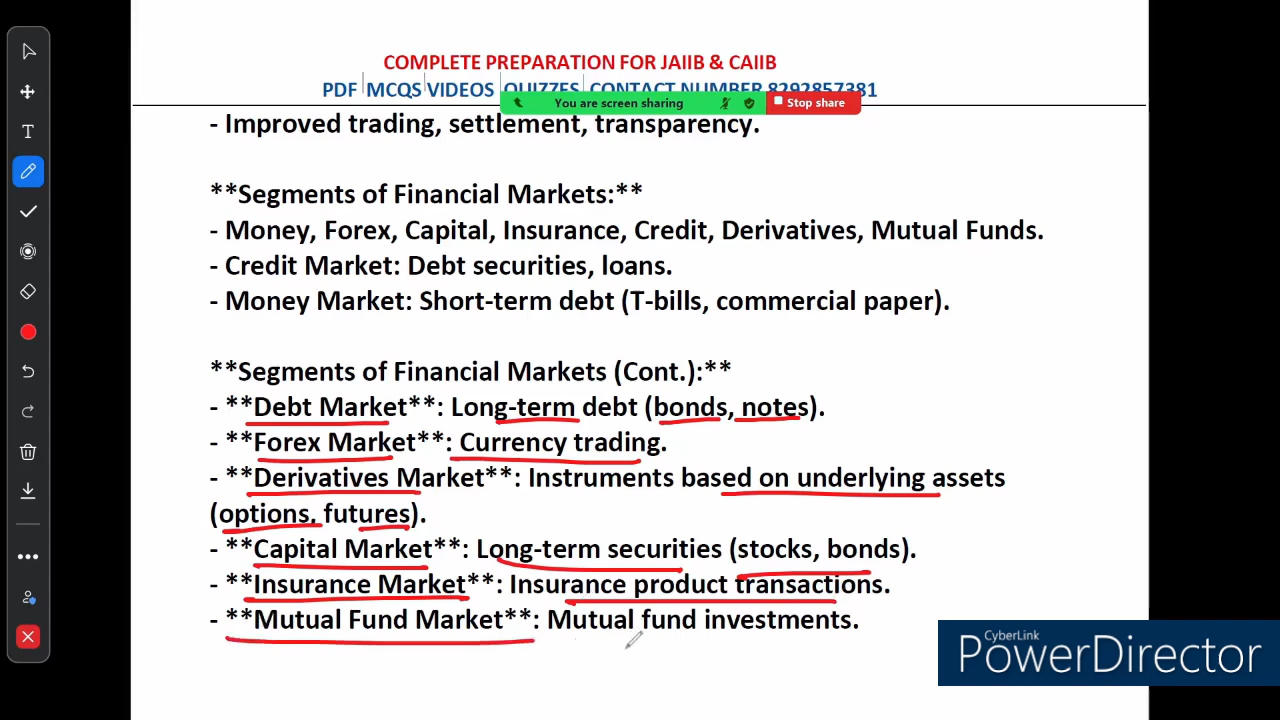 COMPLETE PREPARATION FOR JAIIB & CAIIB
PDF MCQS VIDEOS QUIZZES CONTACT NUMBER 8292857381
You are screen sharing Stop share
- Improved trading, settlement, transparency.
**Segments of Financial Markets:**
- Money, Forex, Capital, Insurance, Credit, Derivatives, Mutual Funds.
- Credit Market: Debt securities, loans.
- Money Market: Short-term debt (T-bills, commercial paper).
**Segments of Financial Markets (Cont.):**
- **Debt Market**: Long-term debt (bonds, notes).
- **Forex Market**: Currency trading.
- **Derivatives Market**: Instruments based on underlying assets
(options, futures).
- **Capital Market**: Long-term securities (stocks, bonds).
- **Insurance Market**: Insurance product transactions.
- **Mutual Fund Market**: Mutual fund investments.
CyberLink
PowerDirector